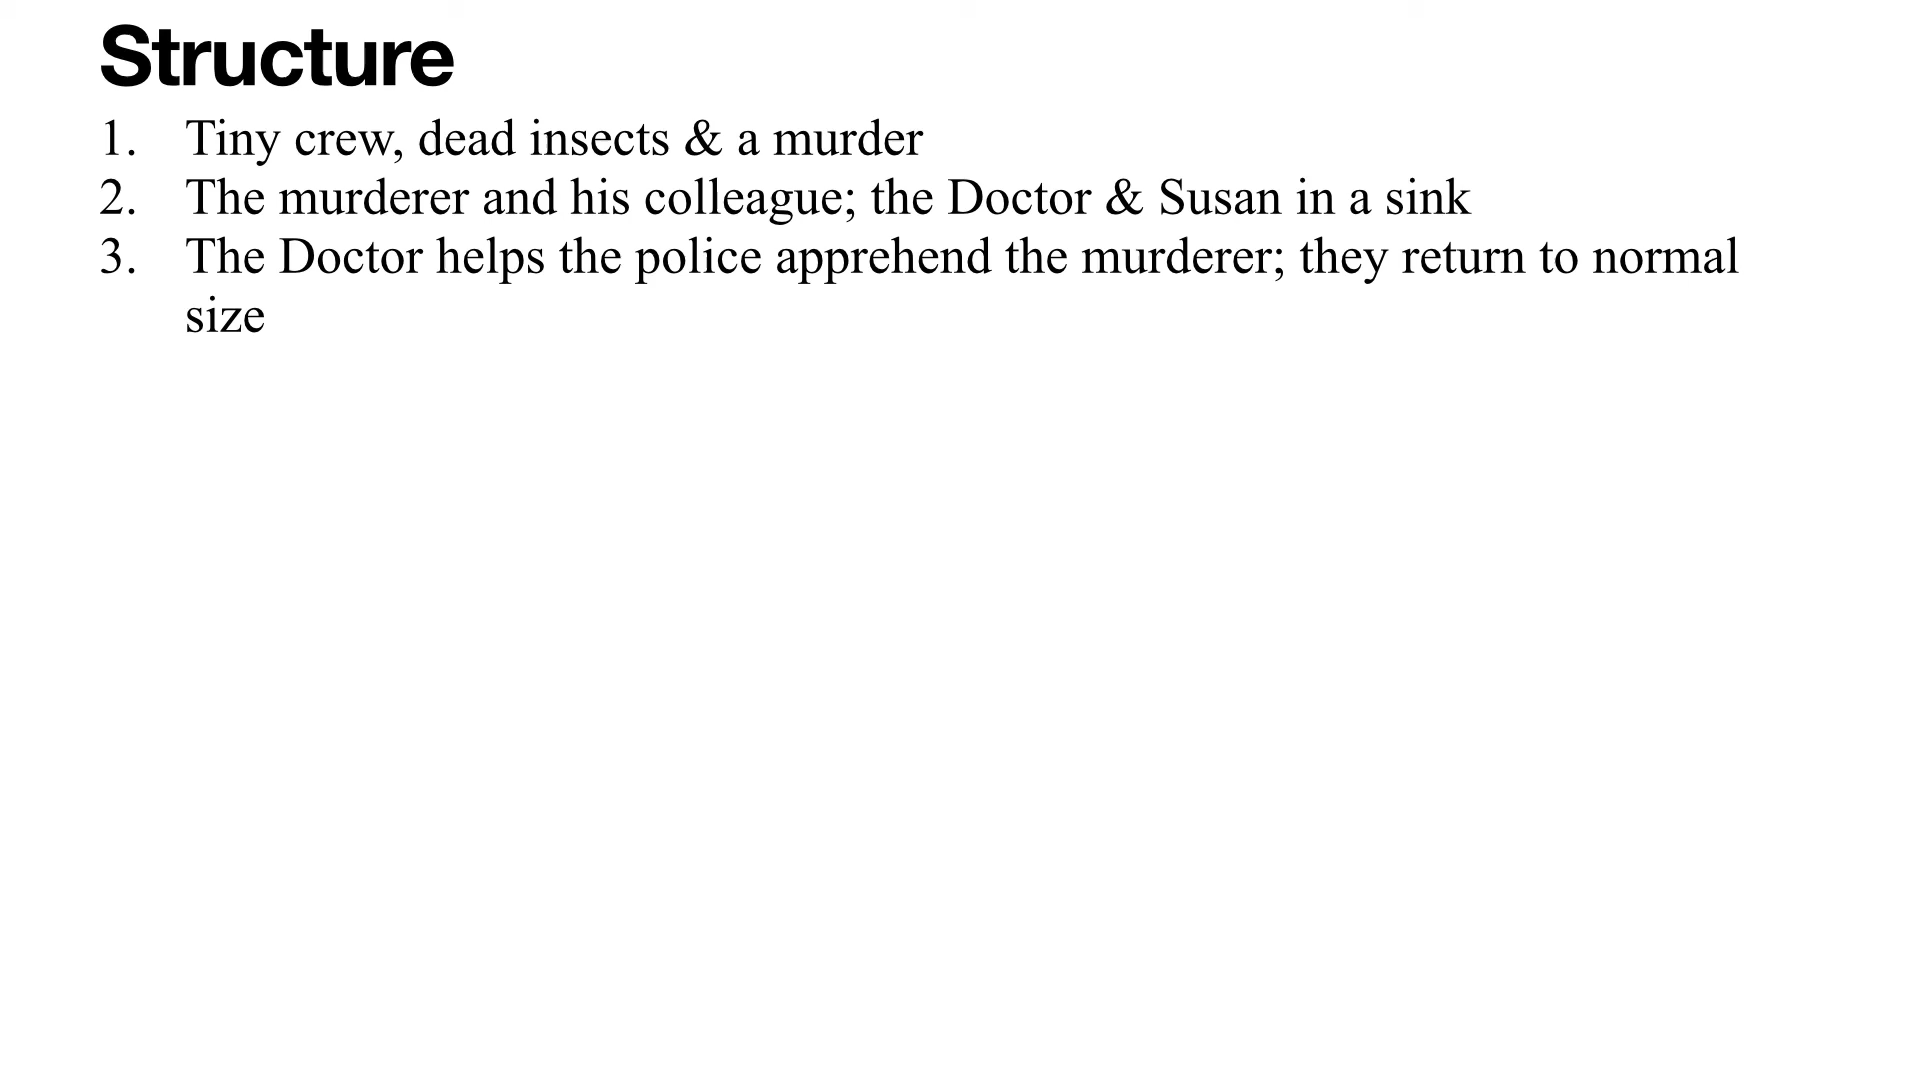 Structure
1. Tiny crew, dead insects & a murder
2. The murderer and his colleague; the Doctor & Susan in a sink
3. The Doctor helps the police apprehend the murderer; they return to normal
size